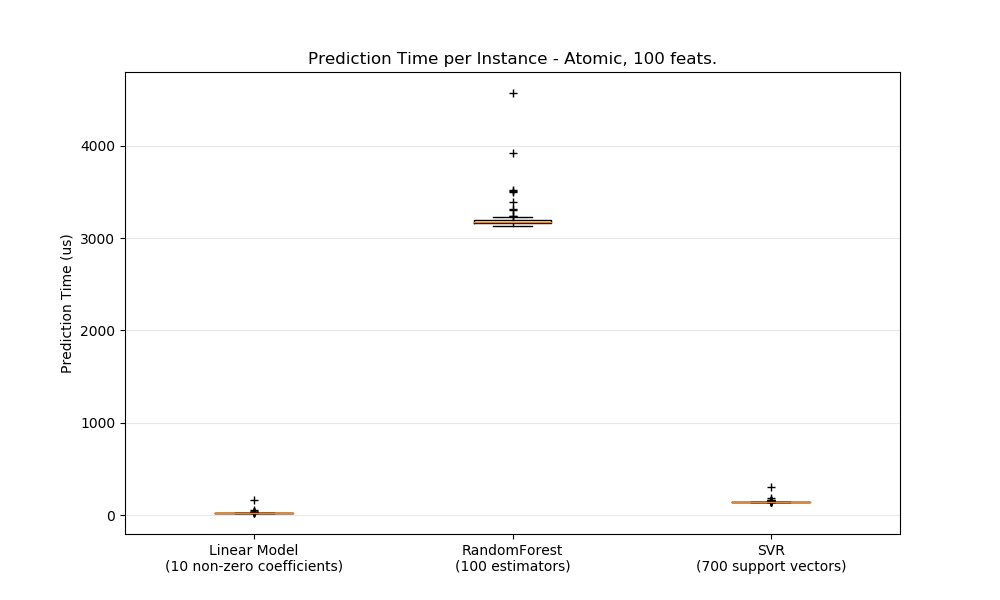 Prediction Time per Instance - Atomic, 100 feats.
Prediction Time (us)
4000
3000
2000
1000
0
Linear Model
(10 non-zero coefficients)
RandomForest
(100 estimators)
SVR
(700 support vectors)